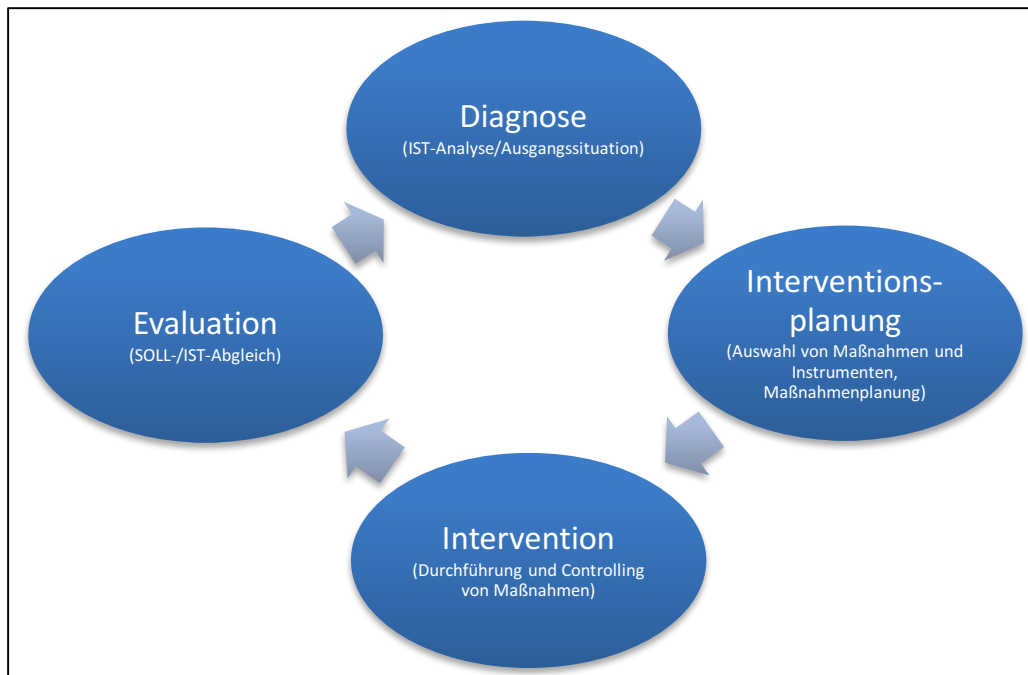 Diagnose
(IST-Analyse/Ausgangssituation)
Interventions-
planung
(Auswahl von Maßnahmen und
Instrumenten,
Maßnahmenplanung)
Intervention
(Durchführung und Controlling
von Maßnahmen)
Evaluation
(SOLL-/IST-Abgleich)